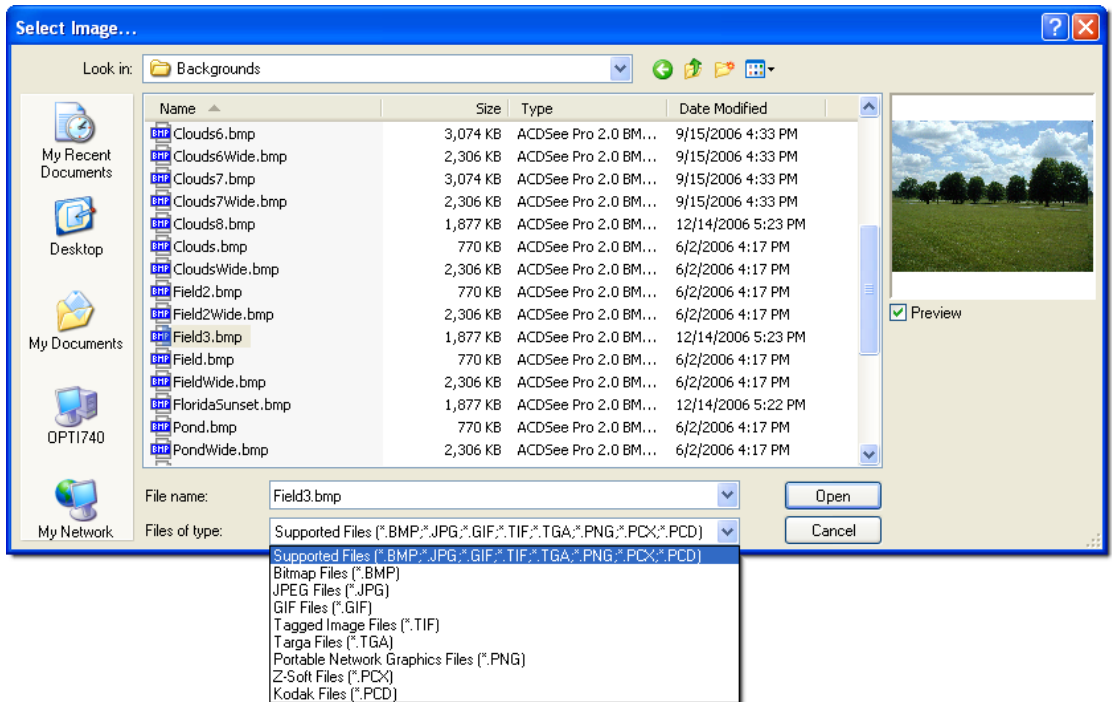 Select Image...
Look in: Backgrounds
My Recent Documents
Desktop
My Documents
OPTI740
My Network
Name Size Type Date Modified
BMP Clouds6.bmp 3,074 KB ACDSee Pro 2.0 BM... 9/15/2006 4:33 PM
BMP Clouds6Wide.bmp 2,306 KB ACDSee Pro 2.0 BM... 9/15/2006 4:33 PM
BMP Clouds7.bmp 3,074 KB ACDSee Pro 2.0 BM... 9/15/2006 4:33 PM
BMP Clouds7Wide.bmp 2,306 KB ACDSee Pro 2.0 BM... 9/15/2006 4:33 PM
BMP Clouds8.bmp 1,877 KB ACDSee Pro 2.0 BM... 12/14/2006 5:23 PM
BMP Clouds.bmp 770 KB ACDSee Pro 2.0 BM... 6/2/2006 4:17 PM
BMP CloudsWide.bmp 2,306 KB ACDSee Pro 2.0 BM... 6/2/2006 4:17 PM
BMP Field2.bmp 770 KB ACDSee Pro 2.0 BM... 6/2/2006 4:17 PM
BMP Field2Wide.bmp 2,306 KB ACDSee Pro 2.0 BM... 6/2/2006 4:17 PM
BMP Field3.bmp 1,877 KB ACDSee Pro 2.0 BM... 12/14/2006 5:23 PM
BMP Field.bmp 770 KB ACDSee Pro 2.0 BM... 6/2/2006 4:17 PM
BMP FieldWide.bmp 2,306 KB ACDSee Pro 2.0 BM... 6/2/2006 4:17 PM
BMP FloridaSunset.bmp 1,877 KB ACDSee Pro 2.0 BM... 12/14/2006 5:22 PM
BMP Pond.bmp 770 KB ACDSee Pro 2.0 BM... 6/2/2006 4:17 PM
BMP PondWide.bmp 2,306 KB ACDSee Pro 2.0 BM... 6/2/2006 4:17 PM
Preview
File name: Field3.bmp Open
Files of type: Supported Files (*.BMP;*.JPG;*.GIF;*.TIF;*.TGA;*.PNG;*.PCX;*.PCD) Cancel
Supported Files (*.BMP;*.JPG;*.GIF;*.TIF;*.TGA;*.PNG;*.PCX;*.PCD)
Bitmap Files (*.BMP)
JPEG Files (*.JPG)
GIF Files (*.GIF)
Tagged Image Files (*.TIF)
Targa Files (*.TGA)
Portable Network Graphics Files (*.PNG)
Z-Soft Files (*.PCX)
Kodak Files (*.PCD)